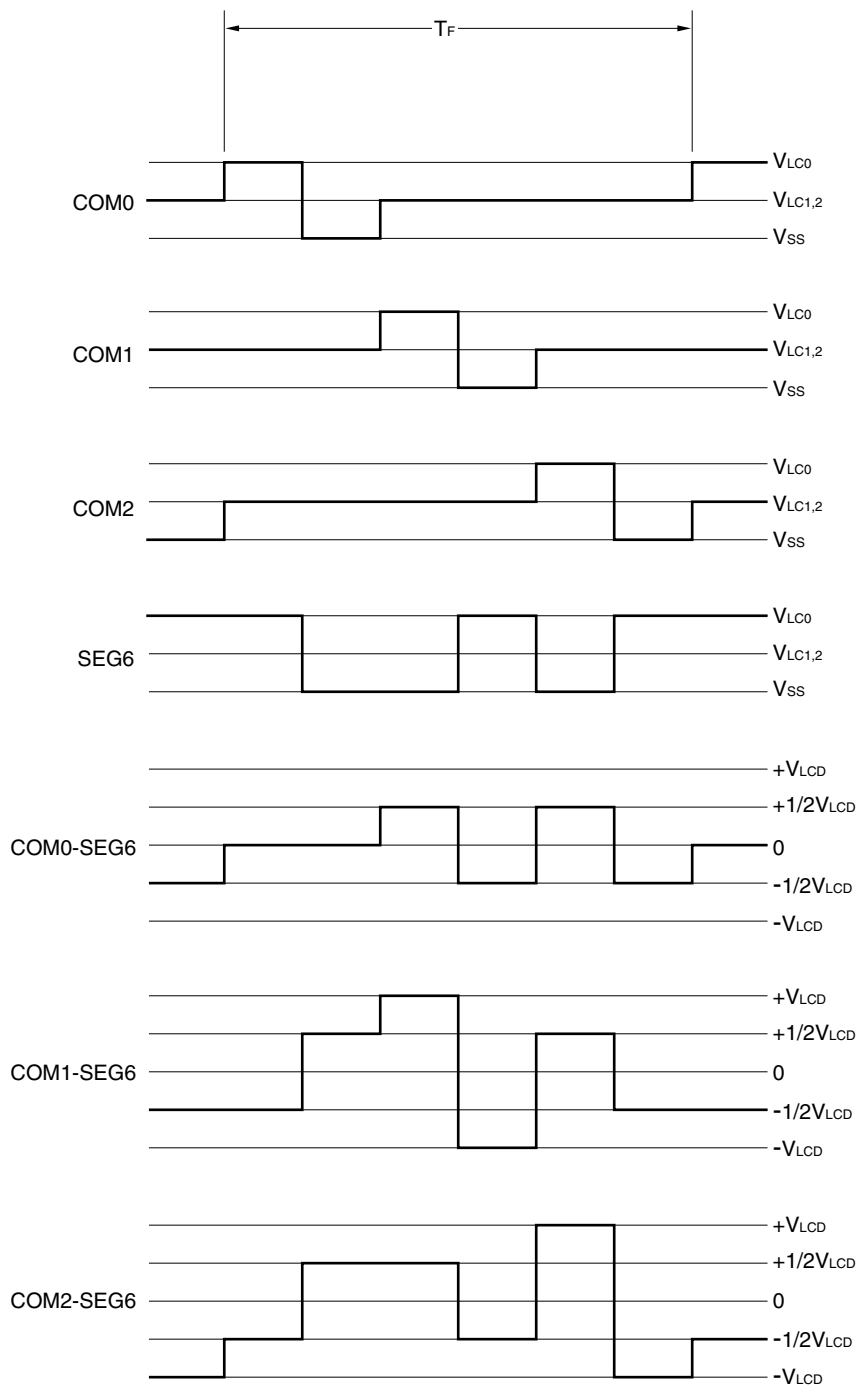 TF
COM0
VLC0
VLC1,2
VSS
COM1
VLC0
VLC1,2
VSS
COM2
VLC0
VLC1,2
VSS
SEG6
VLC0
VLC1,2
VSS
COM0-SEG6
+VLCD
+1/2VLCD
0
-1/2VLCD
-VLCD
COM1-SEG6
+VLCD
+1/2VLCD
0
-1/2VLCD
-VLCD
COM2-SEG6
+VLCD
+1/2VLCD
0
-1/2VLCD
-VLCD